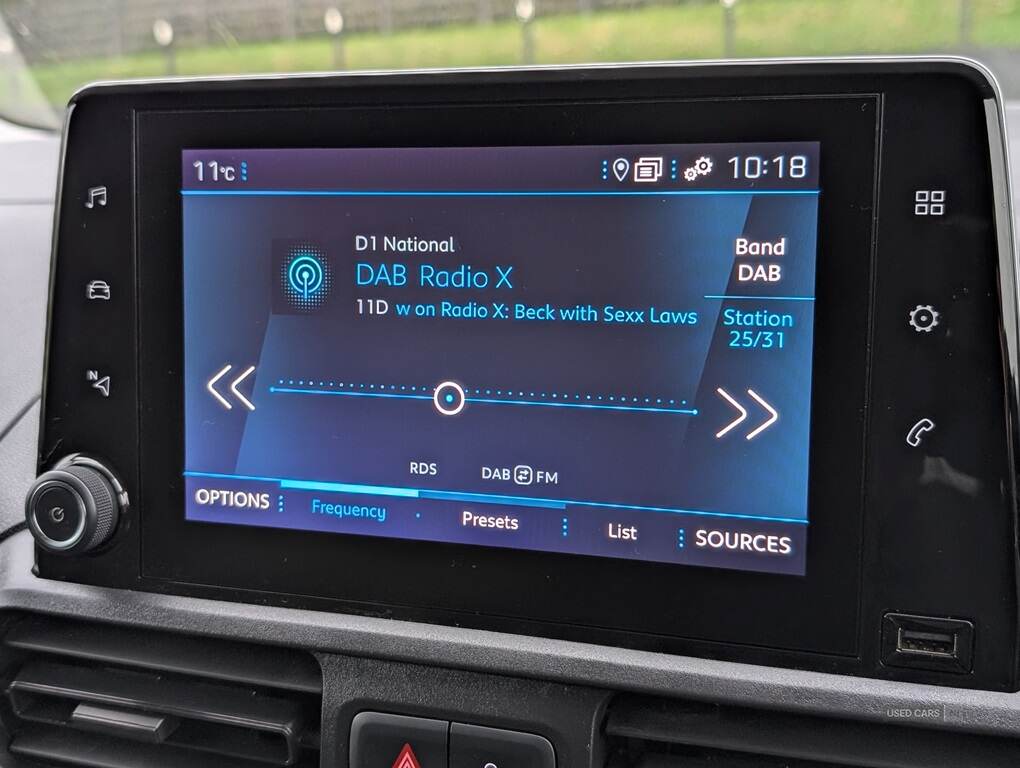 11°C
10:18
D1 National
DAB Radio X
11D w on Radio X: Beck with Sexx Laws
Band
DAB
Station
25/31
N
RDS
DAB FM
OPTIONS
Frequency
Presets
List
SOURCES
USED CARS